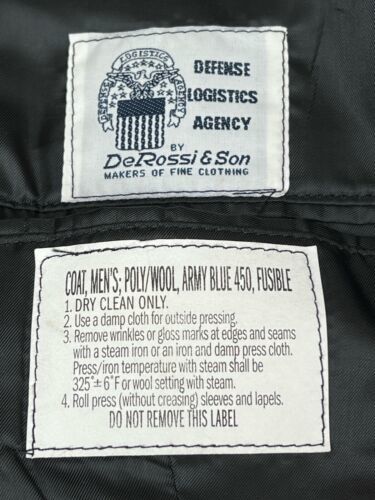 DEFENSE LOGISTICS AGENCY
DEFENSE
LOGISTICS
AGENCY
BY
DeRossi & Son
MAKERS OF FINE CLOTHING
COAT, MEN'S; POLY/WOOL, ARMY BLUE 450, FUSIBLE
1. DRY CLEAN ONLY.
2. Use a damp cloth for outside pressing.
3. Remove wrinkles or gloss marks at edges and seams
with a steam iron or an iron and damp press cloth.
Press/iron temperature with steam shall be
325°± 6°F or wool setting with steam.
4. Roll press (without creasing) sleeves and lapels.
DO NOT REMOVE THIS LABEL